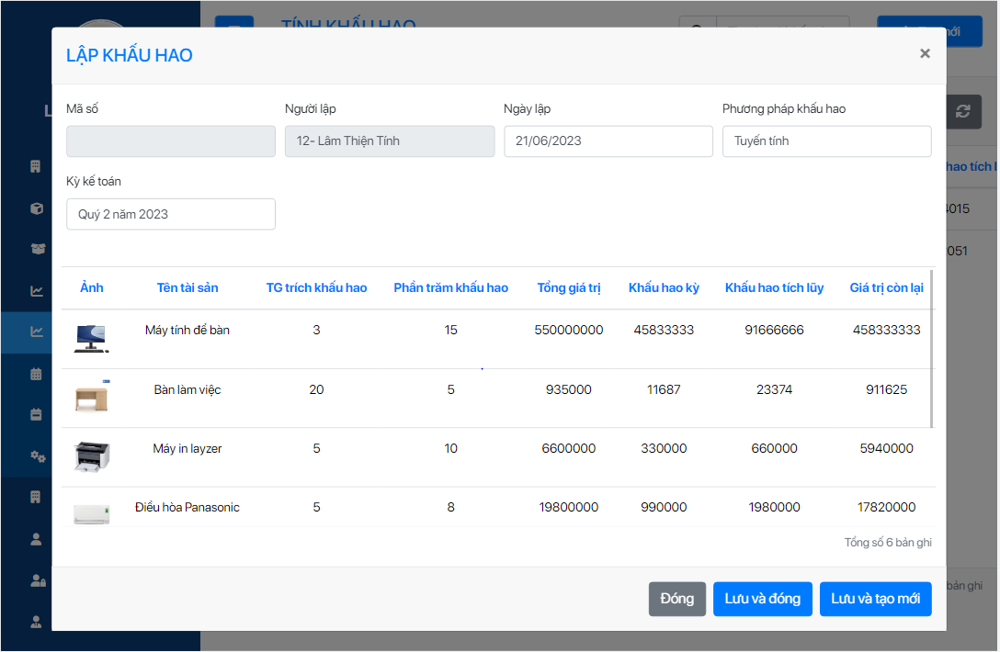 TÍNH KHẤU HAO
LẬP KHẤU HAO
×
Mã số
Người lập
Ngày lập
Phương pháp khấu hao
12- Lâm Thiện Tính
21/06/2023
Tuyến tính
Kỳ kế toán
Quý 2 năm 2023
hao tích l
4015
051
Ảnh Tên tài sản TG trích khấu hao Phần trăm khấu hao Tổng giá trị Khấu hao kỳ Khấu hao tích lũy Giá trị còn lại
Máy tính để bàn 3 15 550000000 45833333 91666666 458333333
Bàn làm việc 20 5 935000 11687 23374 911625
Máy in layzer 5 10 6600000 330000 660000 5940000
Điều hòa Panasonic 5 8 19800000 990000 1980000 17820000
Tổng số 6 bản ghi
bản ghi
Đóng Lưu và đóng Lưu và tạo mới